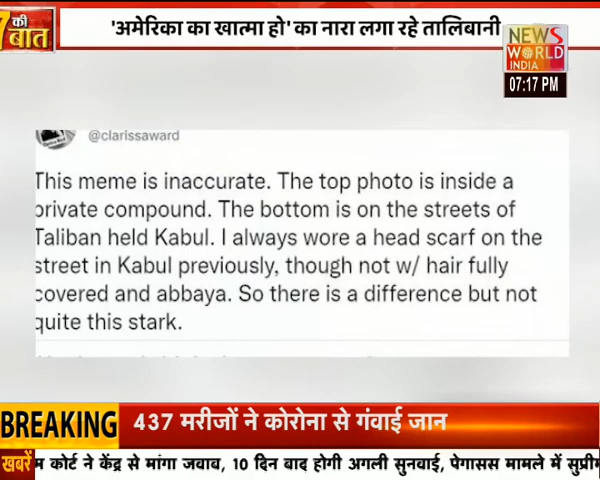 7 की
बात
'अमेरिका का खात्मा हो' का नारा लगा रहे तालिबानी
NEWS
WORLD
INDIA
07:17 PM
@clarissaward
This meme is inaccurate. The top photo is inside a
private compound. The bottom is on the streets of
Taliban held Kabul. I always wore a head scarf on the
street in Kabul previously, though not w/ hair fully
covered and abbaya. So there is a difference but not
quite this stark.
BREAKING
437 मरीजों ने कोरोना से गंवाई जान
खबरें
म कोर्ट ने केंद्र से मांगा जवाब, 10 दिन बाद होगी अगली सुनवाई, पेगासस मामले में सुप्री